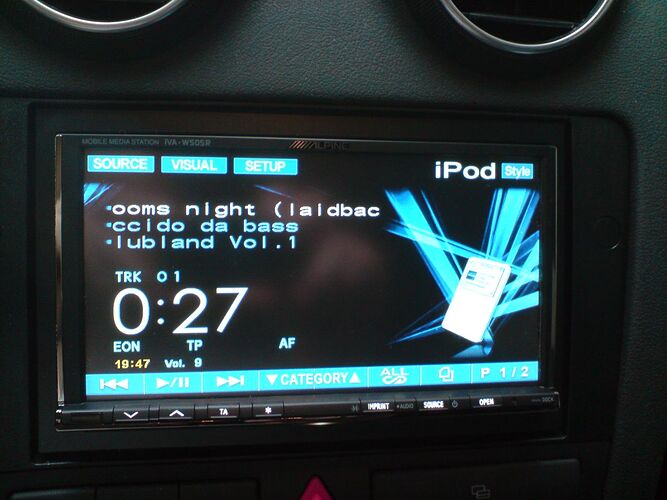 MOBILE MEDIA STATION iVA-W505R ALPINE
SOURCE VISUAL SETUP iPod Style
ooms night (laidbac
ccido da bass
lubland Vol.1
TRK 01
0:27
EON TP AF
19:47 Vol. 9
▼CATEGORY▲ ALL P 1/2
TA * IMPRINT •AUDIO SOURCE OPEN